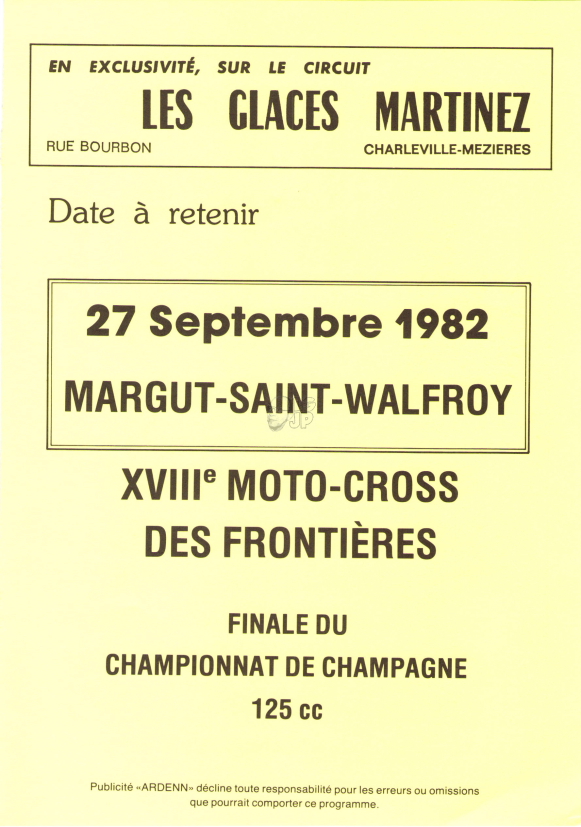 EN EXCLUSIVITÉ, SUR LE CIRCUIT
LES GLACES MARTINEZ
RUE BOURBON CHARLEVILLE-MEZIERES
Date à retenir
27 Septembre 1982
MARGUT-SAINT-WALFROY
JP
XVIIIe MOTO-CROSS
DES FRONTIÈRES
FINALE DU
CHAMPIONNAT DE CHAMPAGNE
125 cc
Publicité «ARDENN» décline toute responsabilité pour les erreurs ou omissions
que pourrait comporter ce programme.